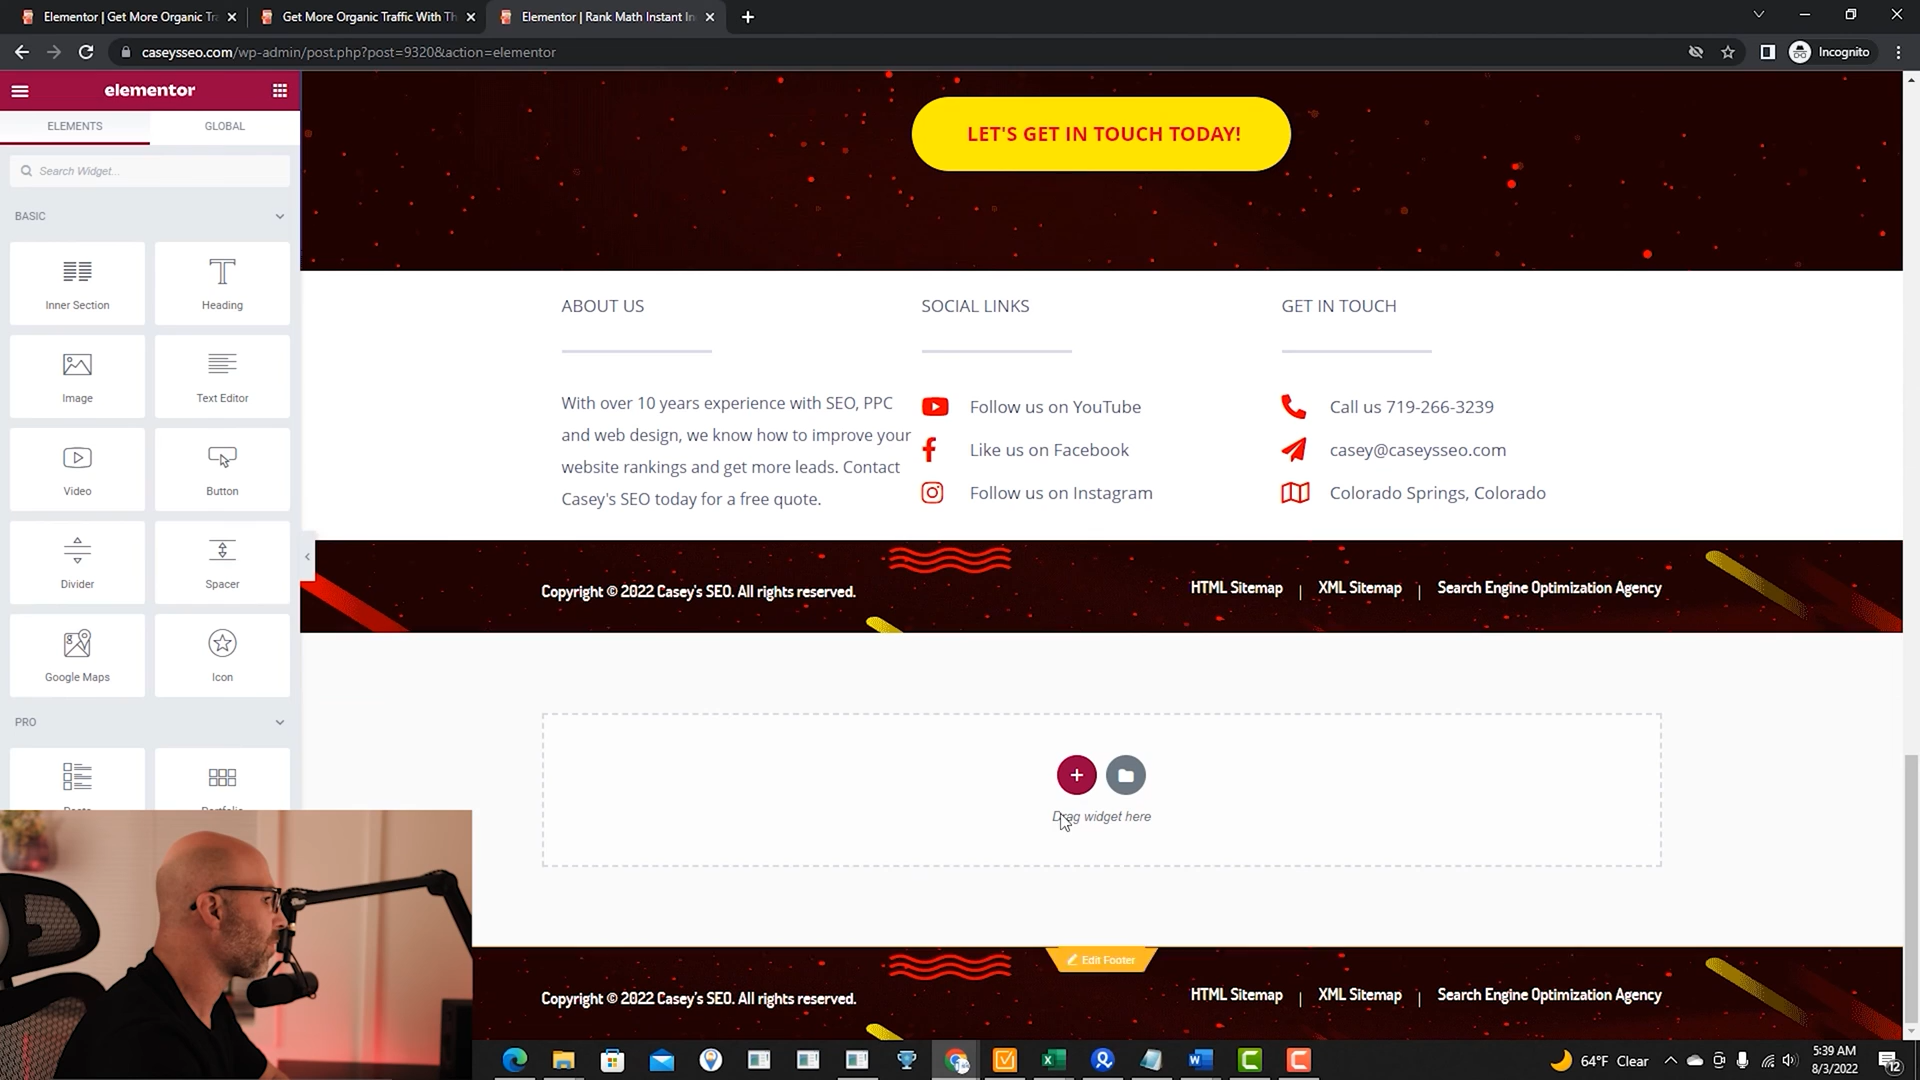 Elementor | Get More Organic Tr
Get More Organic Traffic With Th
Elementor | Rank Math Instant In
caseysseo.com/wp-admin/post.php?post=9320&action=elementor
Incognito
elementor
ELEMENTS
GLOBAL
Search Widget...
BASIC
Inner Section
Heading
Image
Text Editor
Video
Button
Divider
Spacer
Google Maps
Icon
PRO
LET'S GET IN TOUCH TODAY!
ABOUT US
With over 10 years experience with SEO, PPC
and web design, we know how to improve your
website rankings and get more leads. Contact
Casey's SEO today for a free quote.
SOCIAL LINKS
Follow us on YouTube
Like us on Facebook
Follow us on Instagram
GET IN TOUCH
Call us 719-266-3239
casey@caseysseo.com
Colorado Springs, Colorado
Copyright © 2022 Casey's SEO. All rights reserved.
HTML Sitemap | XML Sitemap | Search Engine Optimization Agency
Drag widget here
Edit Footer
Copyright © 2022 Casey's SEO. All rights reserved.
HTML Sitemap | XML Sitemap | Search Engine Optimization Agency
64°F Clear
5:39 AM
8/3/2022
12